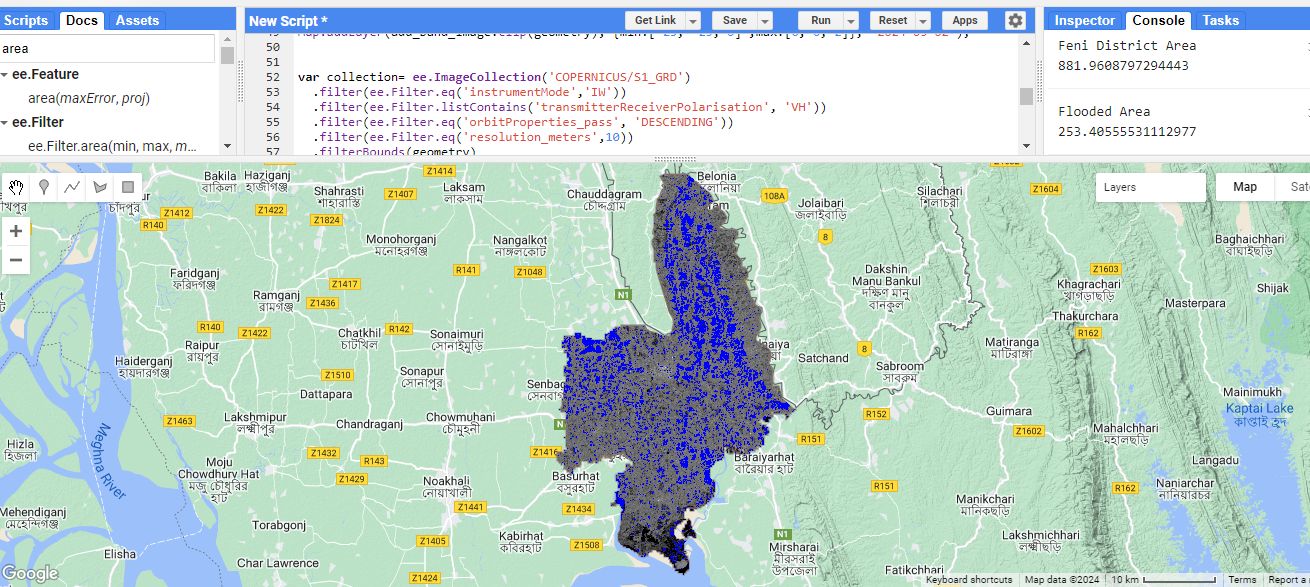 Scripts Docs Assets
area
ee.Feature
area(maxError, proj)
ee.Filter
ee.Filter.area(min, max, m...
New Script *
Get Link Save Run Reset Apps
50
51
52 var collection= ee.ImageCollection('COPERNICUS/S1_GRD')
53 .filter(ee.Filter.eq('instrumentMode','IW'))
54 .filter(ee.Filter.listContains('transmitterReceiverPolarisation', 'VH'))
55 .filter(ee.Filter.eq('orbitProperties_pass', 'DESCENDING'))
56 .filter(ee.Filter.eq('resolution_meters',10))
57 .filterBounds(geometry)
Inspector Console Tasks
Feni District Area
881.9608797294443
Flooded Area
253.40555531112977
Layers
Map Sat
Bakila
বাকিলা
Haziganj
হাজীগঞ্জ
Shahrasti
শাহরাস্তি
Laksam
লাকসাম
Chauddagram
চৌদ্দগ্রাম
Belonia
Jolaibari
জলাইবাড়ি
Silachari
শিলাচরী
চাঁদপুর
Z1414
Z1407
Z1422
Z1412
R140
Z1824
108A
Z1604
8
Monohorganj
মনোহরগঞ্জ
Nangalkot
নাঙ্গলকোট
Baghaichhari
বাঘাইছড়ি
Faridganj
ফরিদগঞ্জ
R141
Z1048
Z1417
Dakshin
Manu Bankul
দক্ষিণ মানু
বানকুল
Z1603
Khagrachari
খাগড়াছড়ি
Shijak
Ramganj
রামগঞ্জ
Z1436
N1
Masterpara
Thakurchara
R162
R140
Raipur
রায়পুর
Z1422
Chatkhil
চাটখিল
R142
Sonaimuri
সোনাইমুড়ি
Matiranga
মাটিরাঙ্গা
Haiderganj
হায়দারগঞ্জ
Sonapur
সোনাপুর
Satchand
8
Sabroom
সাবরুম
Z1510
Dattapara
Senbag
সেনবাগ
Mainimukh
Kaptai Lake
কাপ্তাই হ্রদ
Z1463
Lakshmipur
লক্ষ্মীপুর
Chandraganj
Chowmuhani
চৌমুহনী
R152
Guimara
Z1602
Mahalchhari
মহালছড়ি
Hizla
হিজলা
Meghna River
Z1432
R143
Z1429
Z1416
R151
Baraiyarhat
বারৈয়ার হাট
Langadu
Moju
Chowdhury Hat
মজু চৌধুরীর
হাট
Noakhali
নোয়াখালী
Basurhat
বসুরহাট
R151
R162
Naniarchar
নানিয়ারচর
Mehendiganj
মেহেন্দিগঞ্জ
Torabgonj
Z1441
Z1434
Manikchari
মানিকছড়ি
Elisha
Z1405
Kabirhat
কবিরহাট
Z1508
N1
Mirsharai
মীরসরাই
উপজেলা
Lakshmichhari
লক্ষ্মীছড়ি
Char Lawrence
Z1424
Fatikchhari
Google
Keyboard shortcuts Map data ©2024 10 km Terms Report a